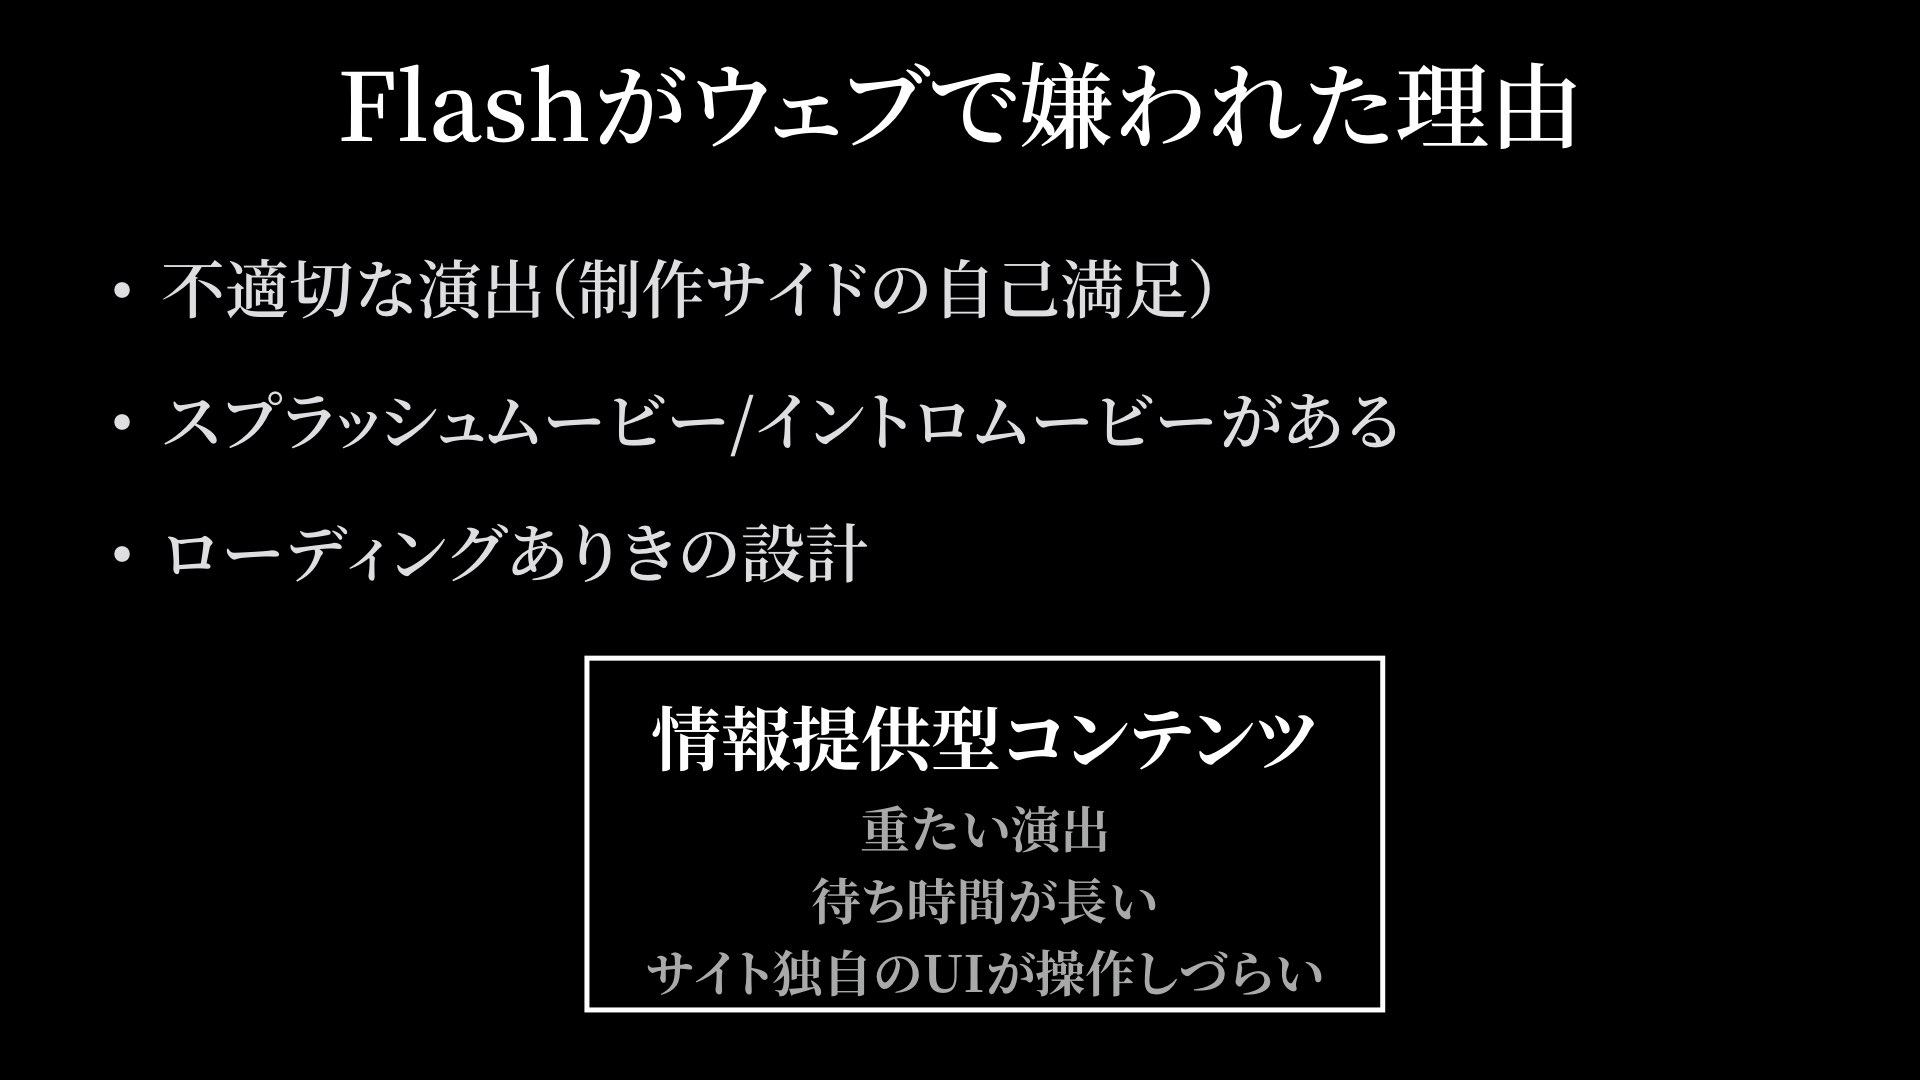 Flashがウェブで嫌われた理由
• 不適切な演出（制作サイドの自己満足）
• スプラッシュムービー/イントロムービーがある
• ローディングありきの設計
情報提供型コンテンツ
重たい演出
待ち時間が長い
サイト独自のUIが操作しづらい